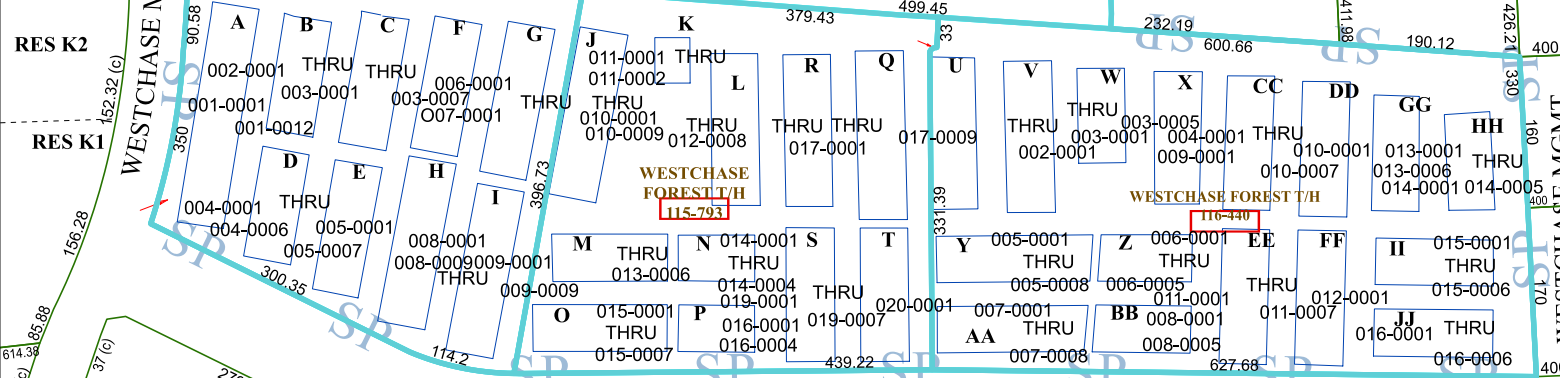 RES K2
RES K1
152.32 (c)
156.28
85.88
614.38
37 (c)
WESTCHASE
90.58
350
SP
SP
SP
SP
SP
SP
SP
SP
SP
SP
SP
300.35
114.2
396.73
379.43
499.45
33
331.39
439.22
232.19
600.66
411.98
190.12
426.21
400
330
160
400
170
400
627.68
A
B
C
F
G
J
K
L
R
Q
U
V
W
X
CC
DD
GG
HH
002-0001
THRU
001-0001
001-0012
THRU
003-0001
THRU
003-0007
006-0001
O07-0001
THRU
011-0001
011-0002
THRU
010-0001
010-0009
THRU
THRU
012-0008
THRU
017-0001
THRU
017-0009
THRU
002-0001
THRU
003-0001
003-0005
004-0001
009-0001
THRU
010-0007
010-0001
013-0001
013-0006
014-0001
THRU
014-0005
WESTCHASE
FOREST T/H
115-793
WESTCHASE FOREST T/H
116-440
D
E
H
I
004-0001
THRU
004-0006
005-0001
005-0007
008-0001
008-0009
THRU
009-0001
009-0009
M
THRU
013-0006
N
014-0001
THRU
014-0004
019-0001
O
015-0001
THRU
015-0007
P
016-0001
016-0004
S
THRU
019-0007
T
020-0001
Y
005-0001
THRU
005-0008
Z
006-0001
THRU
006-0005
AA
007-0001
THRU
007-0008
BB
011-0001
008-0001
008-0005
EE
THRU
011-0007
FF
012-0001
II
015-0001
THRU
015-0006
JJ
016-0001
THRU
016-0006